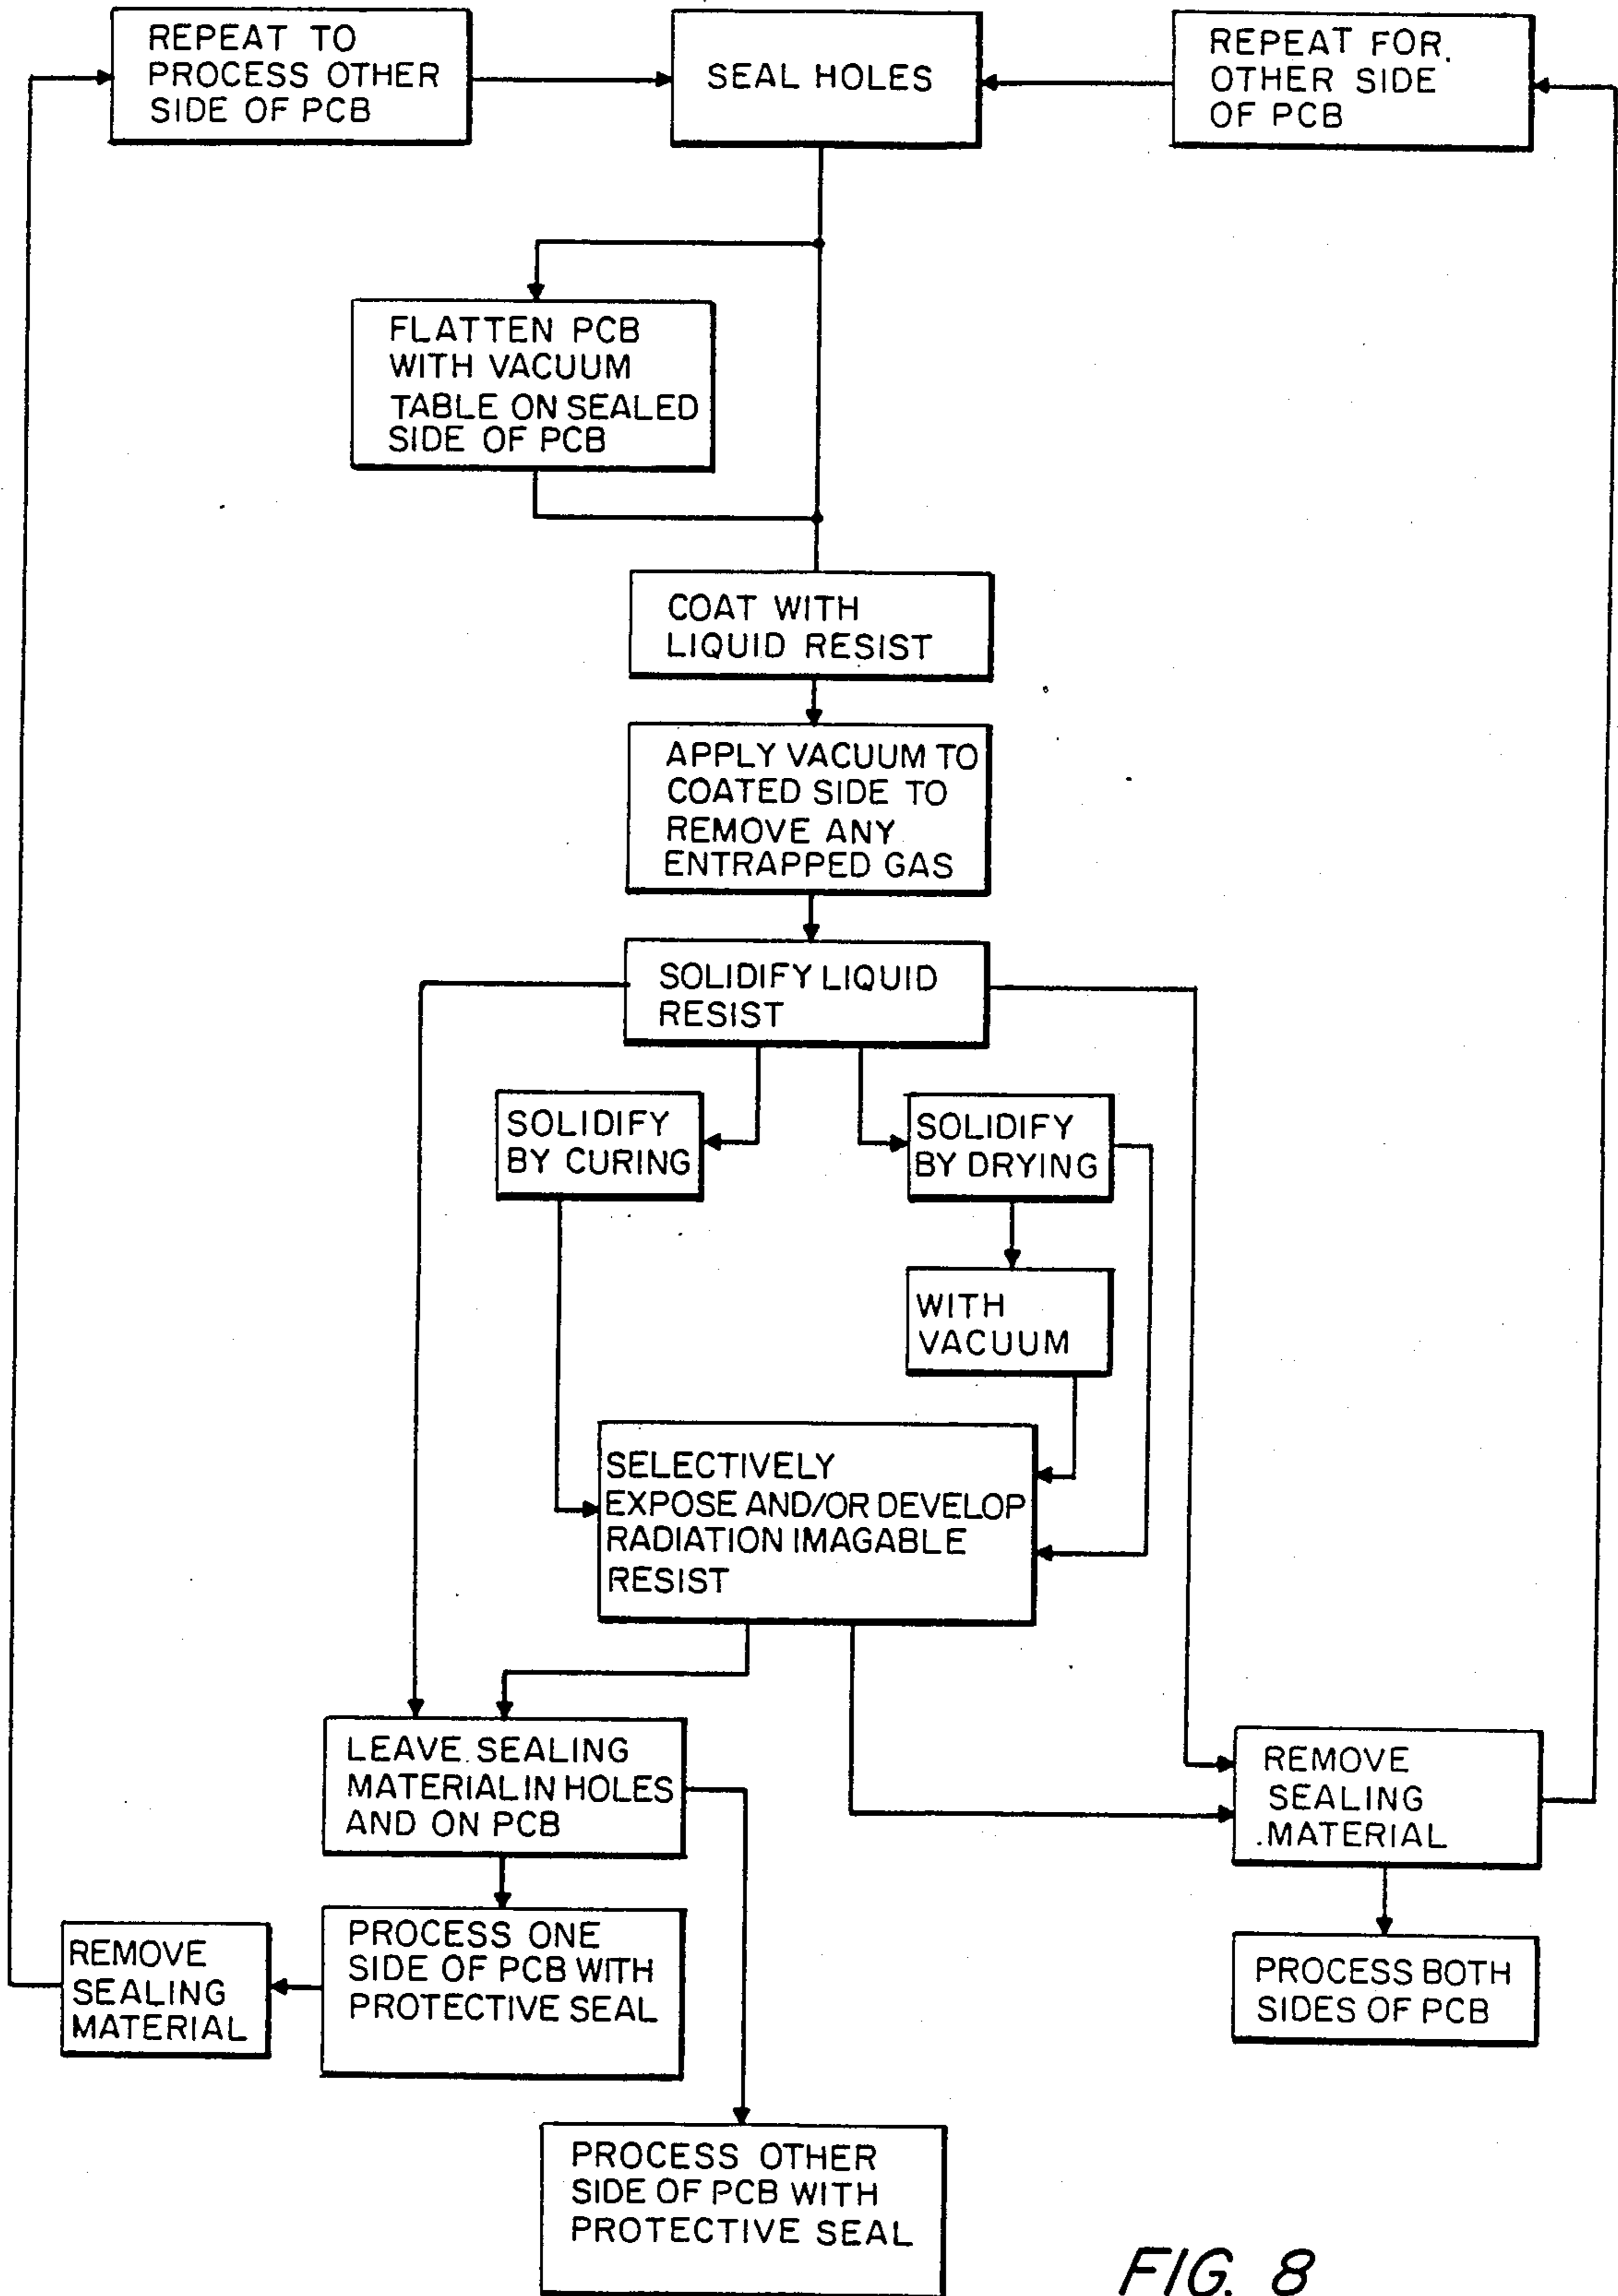 REPEAT TO
PROCESS OTHER
SIDE OF PCB
SEAL HOLES
REPEAT FOR
OTHER SIDE
OF PCB
FLATTEN PCB
WITH VACUUM
TABLE ON SEALED
SIDE OF PCB
COAT WITH
LIQUID RESIST
APPLY VACUUM TO
COATED SIDE TO
REMOVE ANY
ENTRAPPED GAS
SOLIDIFY LIQUID
RESIST
SOLIDIFY
BY CURING
SOLIDIFY
BY DRYING
WITH
VACUUM
SELECTIVELY
EXPOSE AND/OR DEVELOP
RADIATION IMAGABLE
RESIST
LEAVE SEALING
MATERIAL IN HOLES
AND ON PCB
REMOVE
SEALING
MATERIAL
REMOVE
SEALING
MATERIAL
PROCESS ONE
SIDE OF PCB WITH
PROTECTIVE SEAL
PROCESS BOTH
SIDES OF PCB
PROCESS OTHER
SIDE OF PCB WITH
PROTECTIVE SEAL
FIG. 8